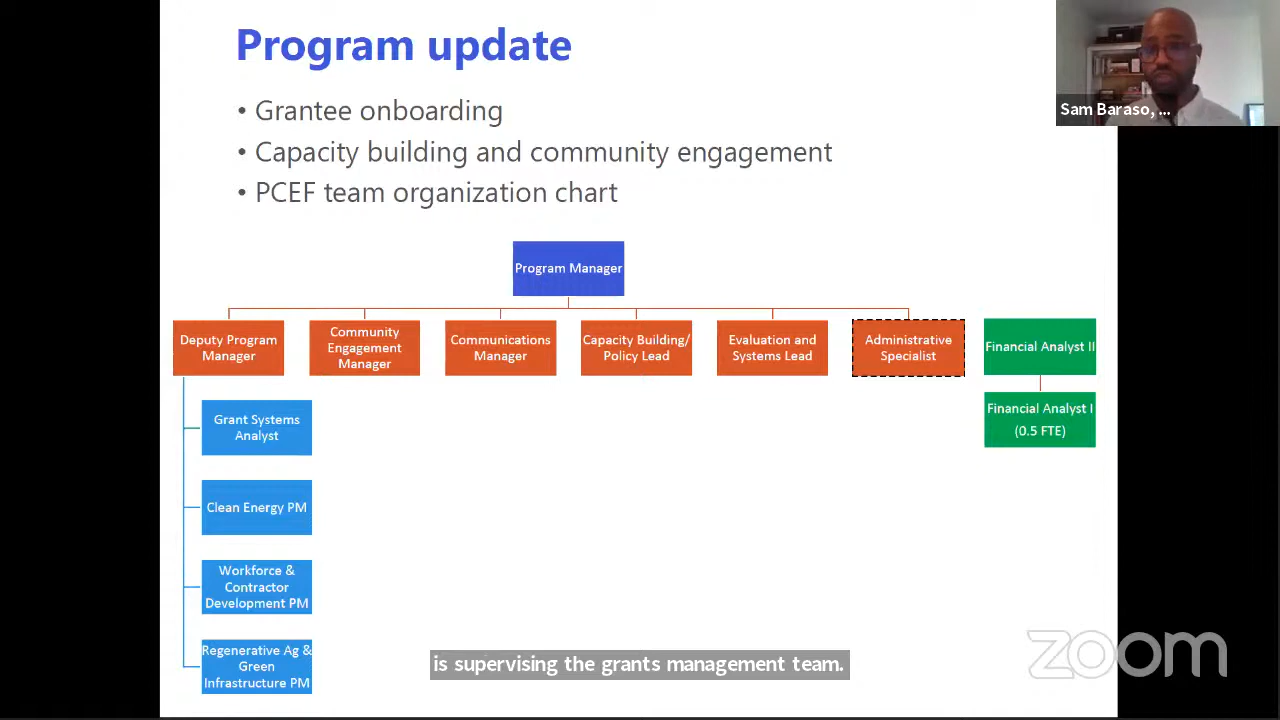 Program update
Sam Baraso, ...
• Grantee onboarding
• Capacity building and community engagement
• PCEF team organization chart
Program Manager
Deputy Program
Manager
Community
Engagement
Manager
Communications
Manager
Capacity Building/
Policy Lead
Evaluation and
Systems Lead
Administrative
Specialist
Financial Analyst II
Financial Analyst I
(0.5 FTE)
Grant Systems
Analyst
Clean Energy PM
Workforce &
Contractor
Development PM
Regenerative Ag &
Green
Infrastructure PM
is supervising the grants management team.
zoom